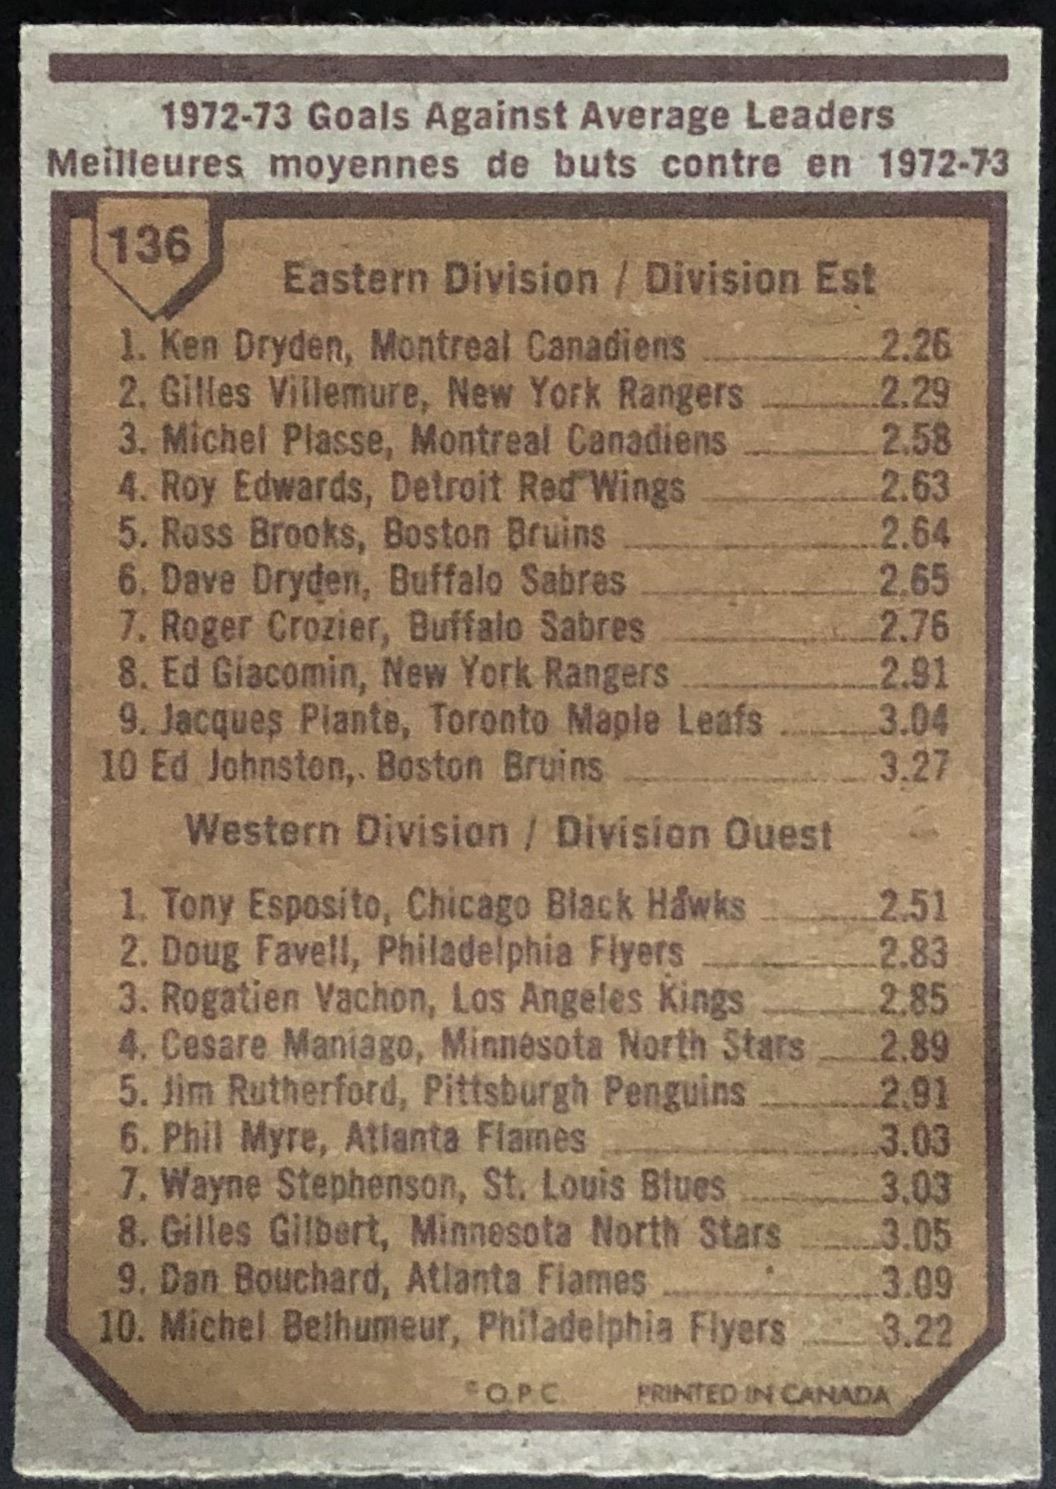 1972-73 Goals Against Average Leaders
Meilleures moyennes de buts contre en 1972-73
136
Eastern Division / Division Est
1. Ken Dryden, Montreal Canadiens 2.26
2. Gilles Villemure, New York Rangers 2.29
3. Michel Plasse, Montreal Canadiens 2.58
4. Roy Edwards, Detroit Red Wings 2.63
5. Ross Brooks, Boston Bruins 2.64
6. Dave Dryden, Buffalo Sabres 2.65
7. Roger Crozier, Buffalo Sabres 2.76
8. Ed Giacomin, New York Rangers 2.91
9. Jacques Plante, Toronto Maple Leafs 3.04
10 Ed Johnston, Boston Bruins 3.27
Western Division / Division Ouest
1. Tony Esposito, Chicago Black Hawks 2.51
2. Doug Favell, Philadelphia Flyers 2.83
3. Rogatien Vachon, Los Angeles Kings 2.85
4. Cesare Maniago, Minnesota North Stars 2.89
5. Jim Rutherford, Pittsburgh Penguins 2.91
6. Phil Myre, Atlanta Flames 3.03
7. Wayne Stephenson, St. Louis Blues 3.03
8. Gilles Gilbert, Minnesota North Stars 3.05
9. Dan Bouchard, Atlanta Flames 3.09
10. Michel Belhumeur, Philadelphia Flyers 3.22
© O.P.C. PRINTED IN CANADA